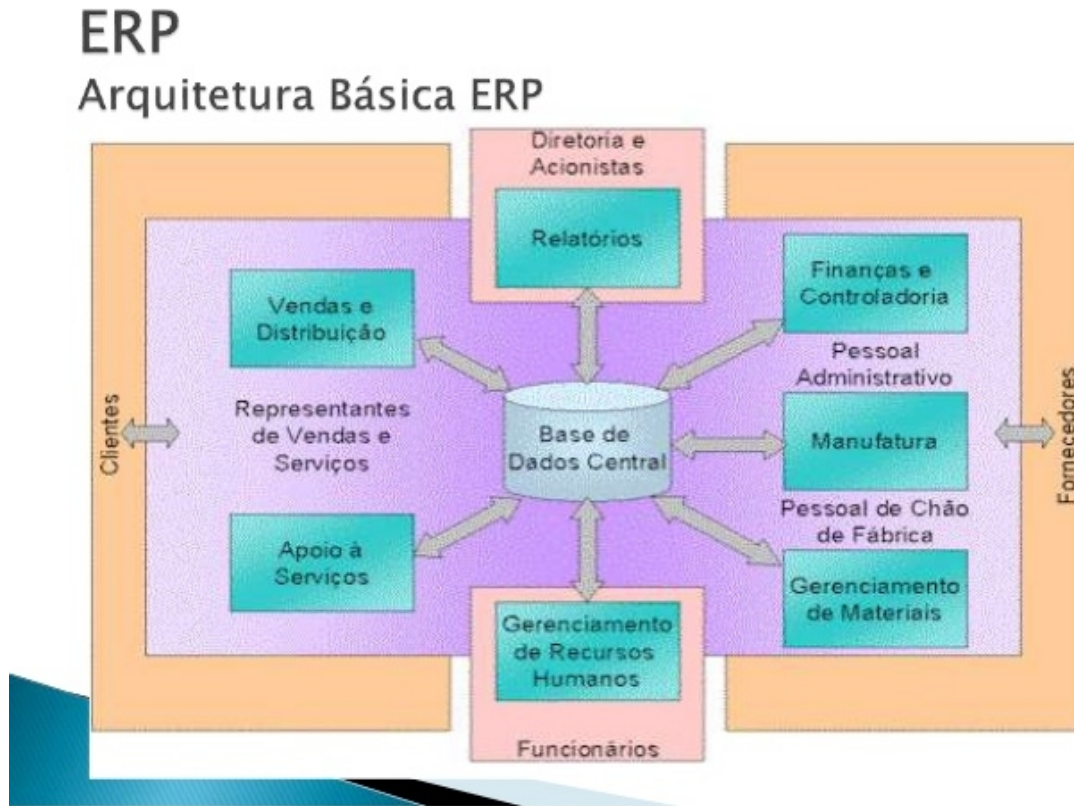 ERP
Arquitetura Básica ERP
Diretoria e
Acionistas
Relatórios
Finanças e
Controladoria
Vendas e
Distribuição
Pessoal
Administrativo
Clientes
Representantes
de Vendas e
Serviços
Base de
Dados Central
Manufatura
Fornecedores
Pessoal de Chão
de Fábrica
Apoio à
Serviços
Gerenciamento
de Recursos
Humanos
Gerenciamento
de Materiais
Funcionários